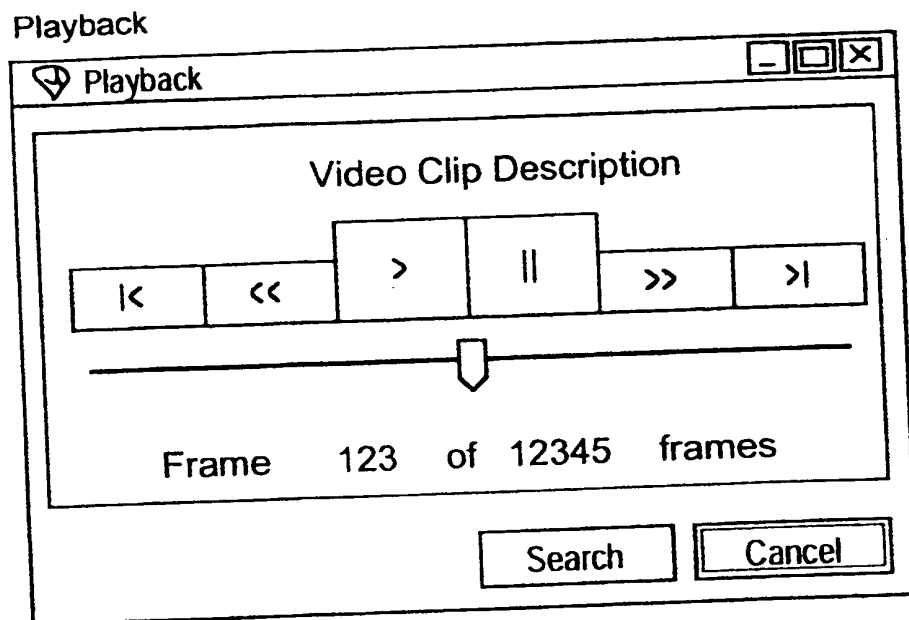 Playback
Playback
Video Clip Description
|< << > || >> >|
Frame 123 of 12345 frames
Search Cancel